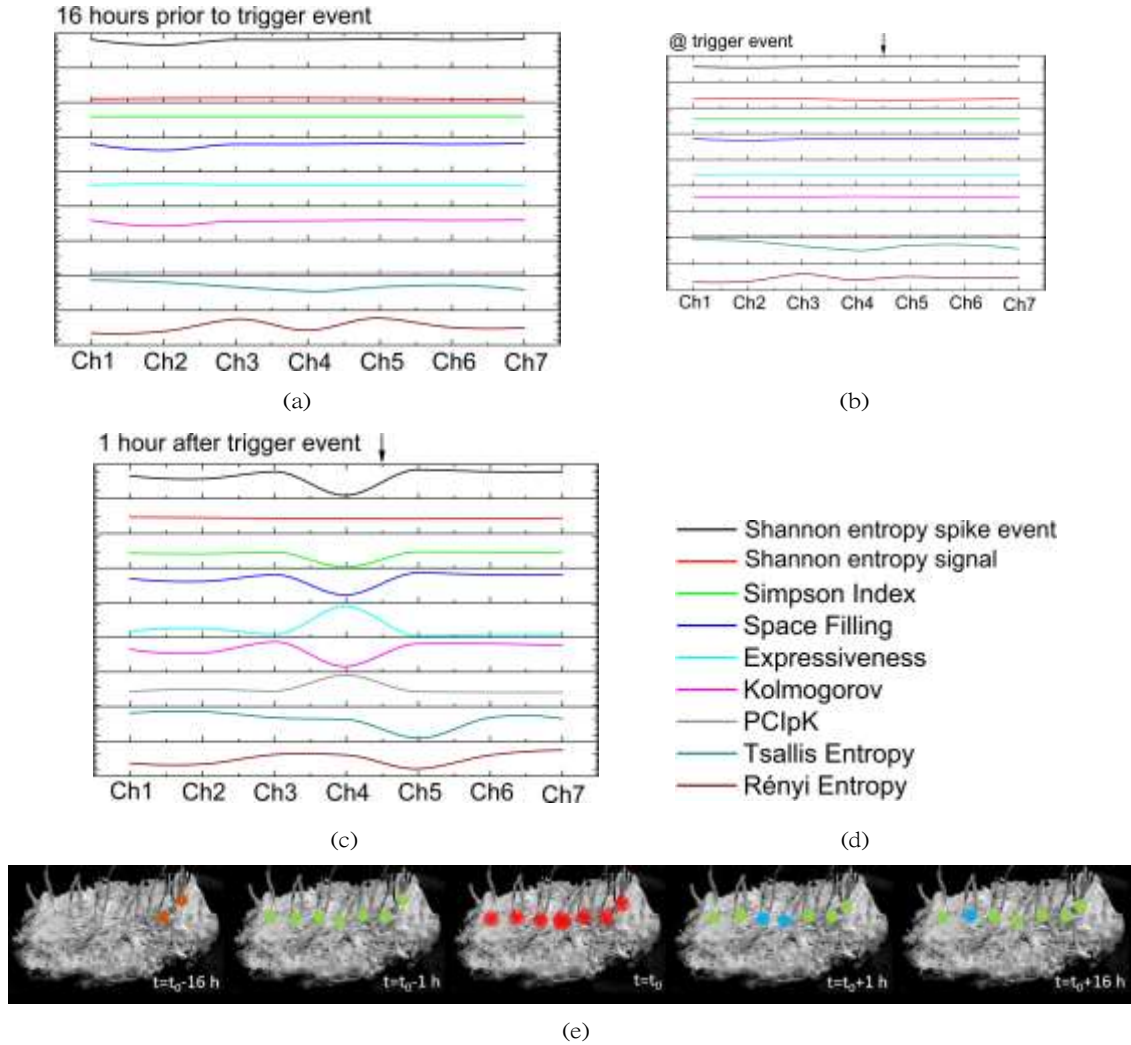 16 hours prior to trigger event
Ch1 Ch2 Ch3 Ch4 Ch5 Ch6 Ch7
(a)
@ trigger event
Ch1 Ch2 Ch3 Ch4 Ch5 Ch6 Ch7
(b)
1 hour after trigger event
Ch1 Ch2 Ch3 Ch4 Ch5 Ch6 Ch7
(c)
Shannon entropy spike event
Shannon entropy signal
Simpson Index
Space Filling
Expressiveness
Kolmogorov
PCIpK
Tsallis Entropy
Rényi Entropy
(d)
t=t₀-16 h
t=t₀-1 h
t=t₀
t=t₀+1 h
t=t₀+16 h
(e)